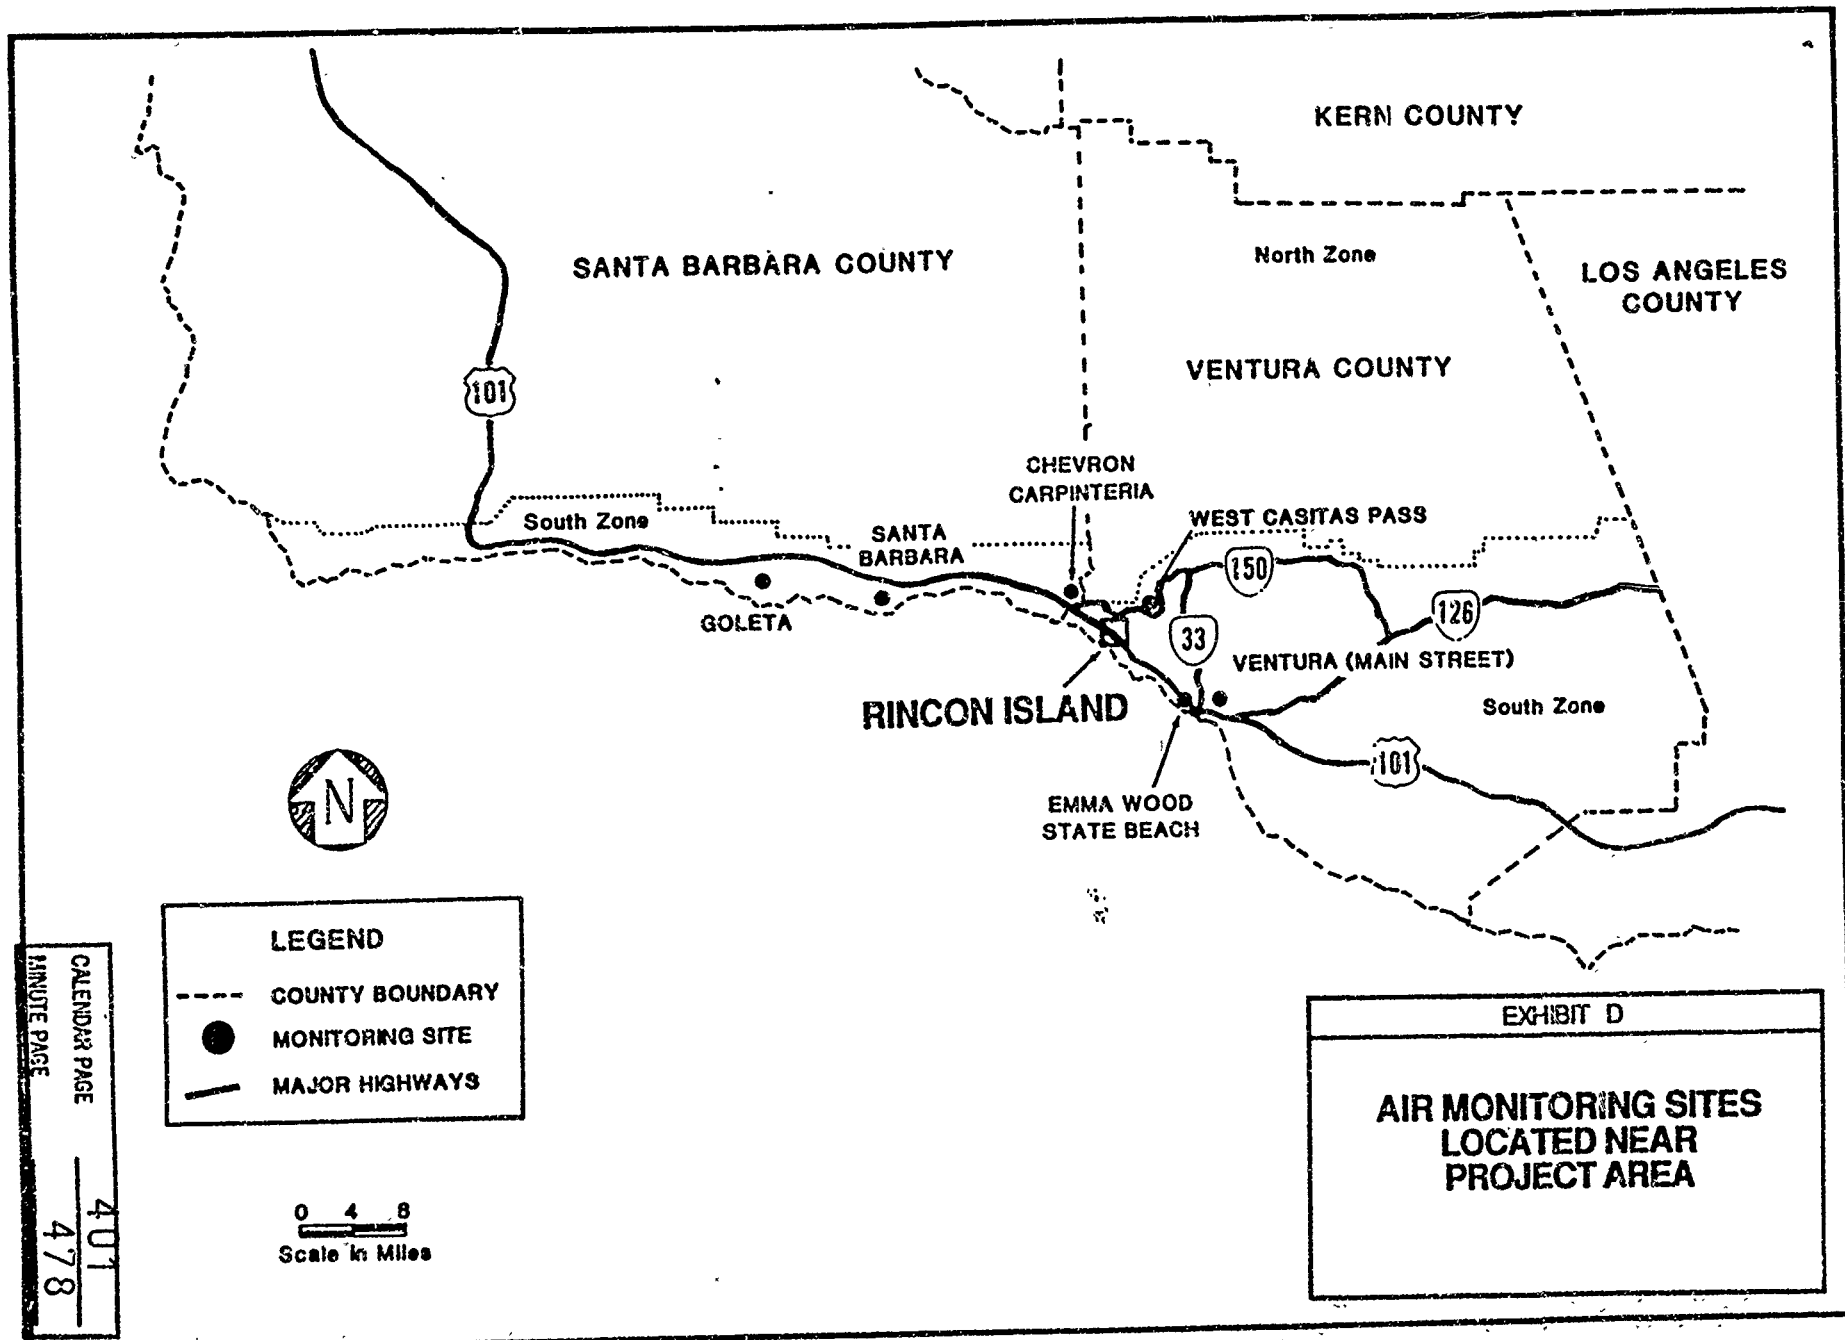 KERN COUNTY
SANTA BARBARA COUNTY
North Zone
LOS ANGELES
COUNTY
VENTURA COUNTY
101
CHEVRON
CARPINTERIA
South Zone
SANTA
BARBARA
WEST CASITAS PASS
150
GOLETA
126
33
VENTURA (MAIN STREET)
RINCON ISLAND
South Zone
101
EMMA WOOD
STATE BEACH
N
LEGEND
COUNTY BOUNDARY
MONITORING SITE
MAJOR HIGHWAYS
0 4 8
Scale in Miles
EXHIBIT D
AIR MONITORING SITES
LOCATED NEAR
PROJECT AREA
CALENDAR PAGE 401
MINUTE PAGE 478